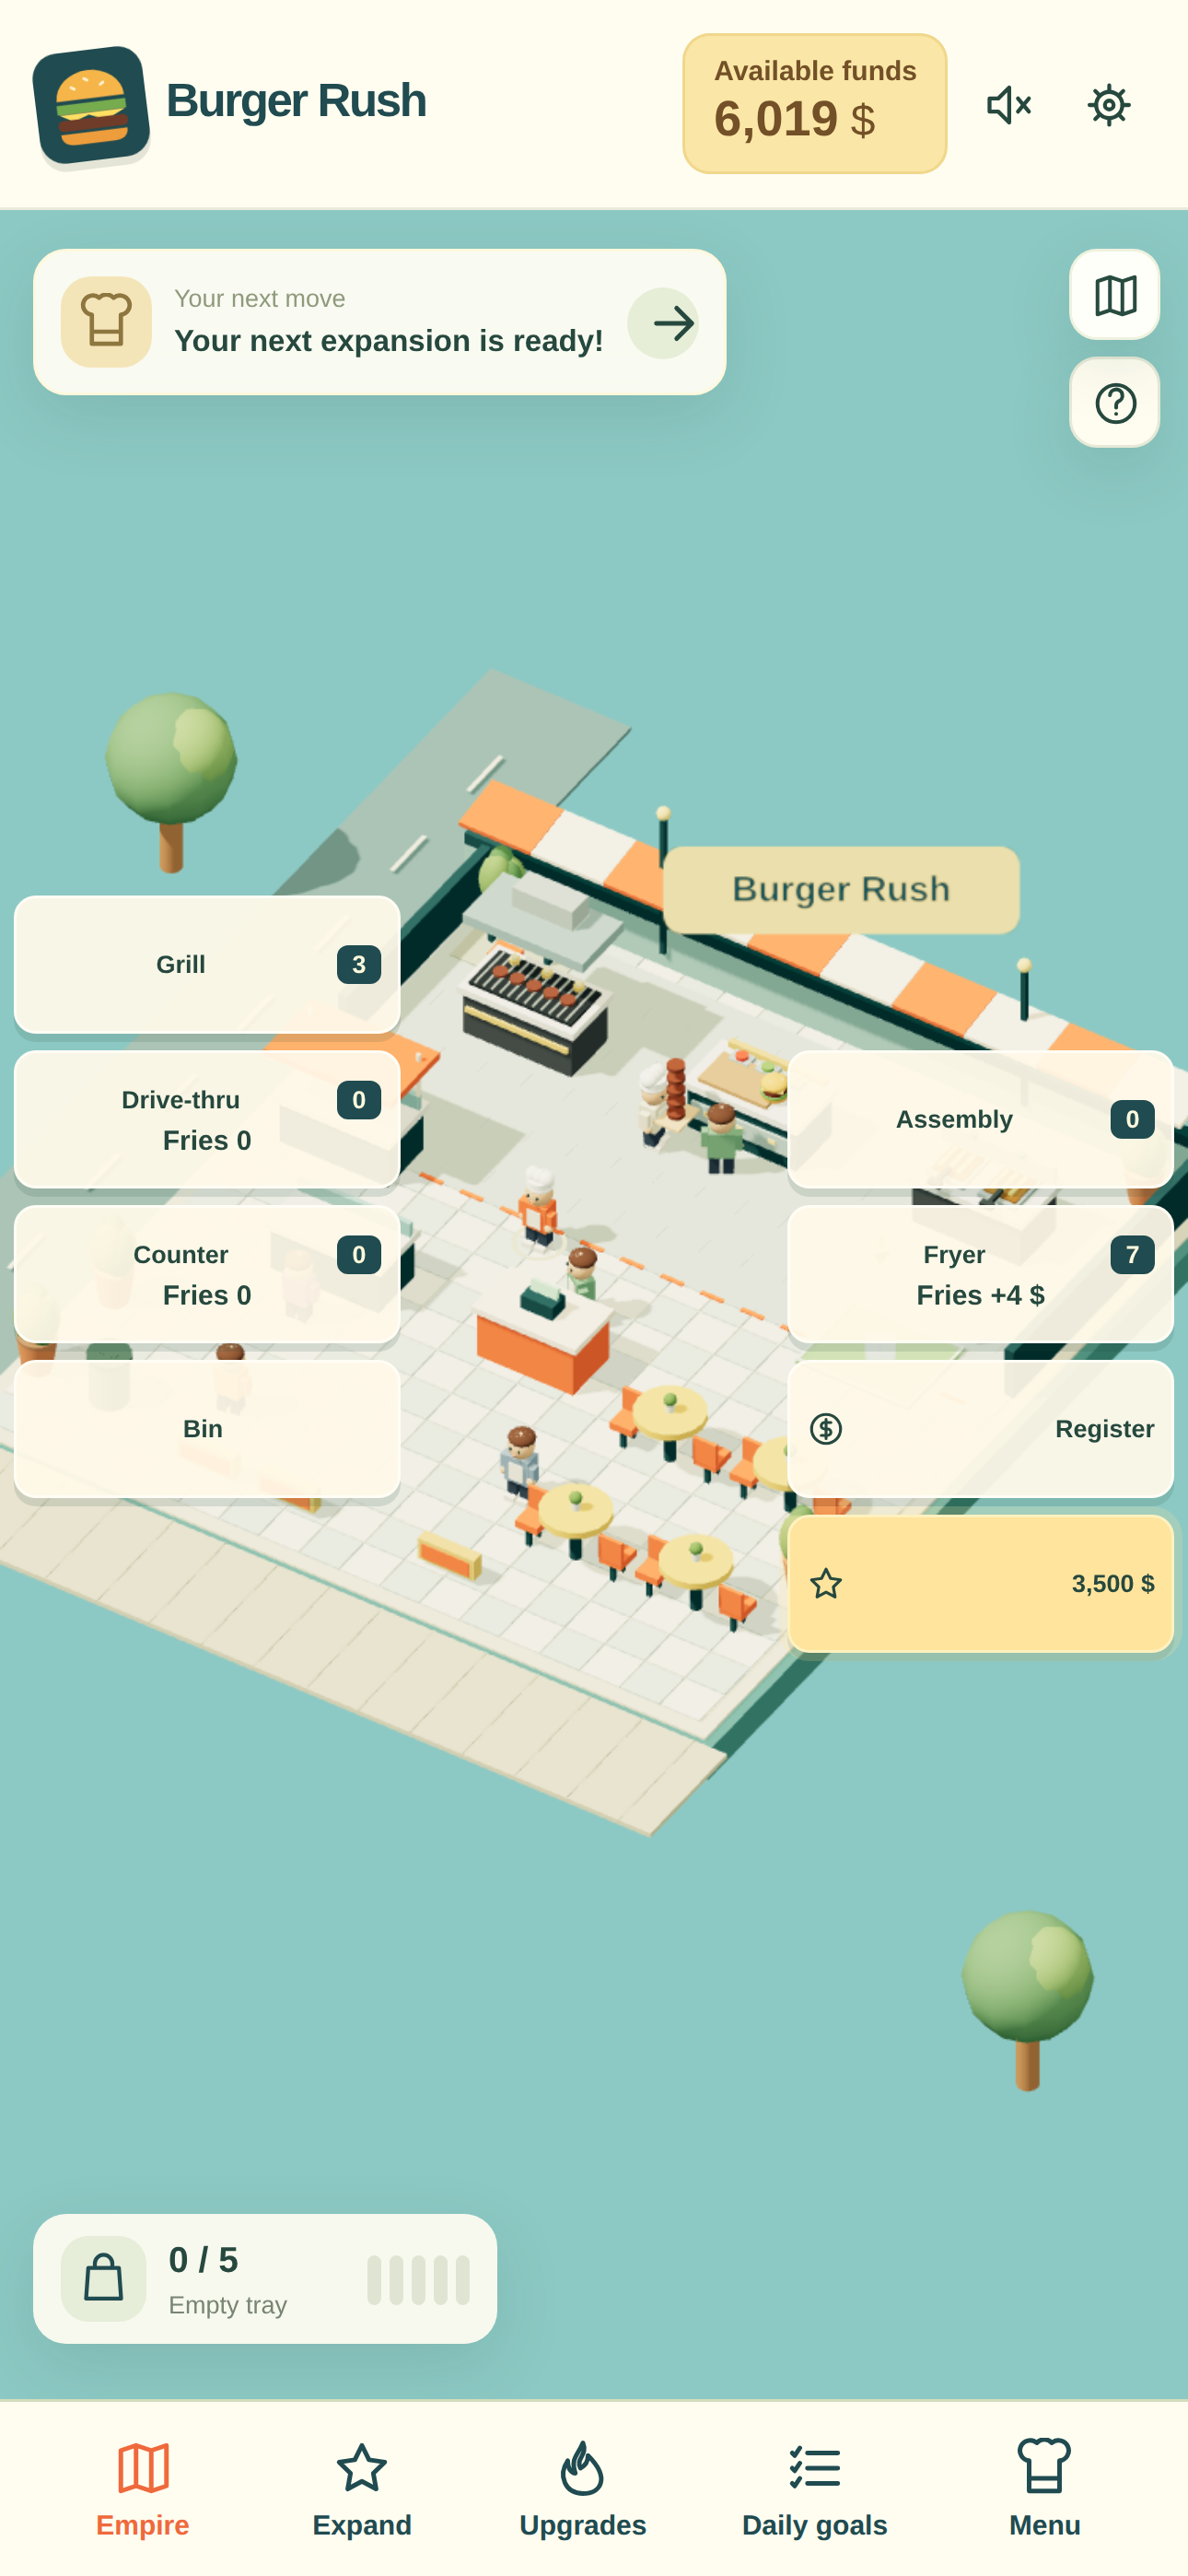 Burger Rush
Available funds
6,019 $
Your next move
Your next expansion is ready!
Burger Rush
Grill
3
Drive-thru
0
Fries 0
Assembly
0
Counter
0
Fries 0
Fryer
7
Fries +4 $
Bin
Register
3,500 $
0 / 5
Empty tray
Empire
Expand
Upgrades
Daily goals
Menu